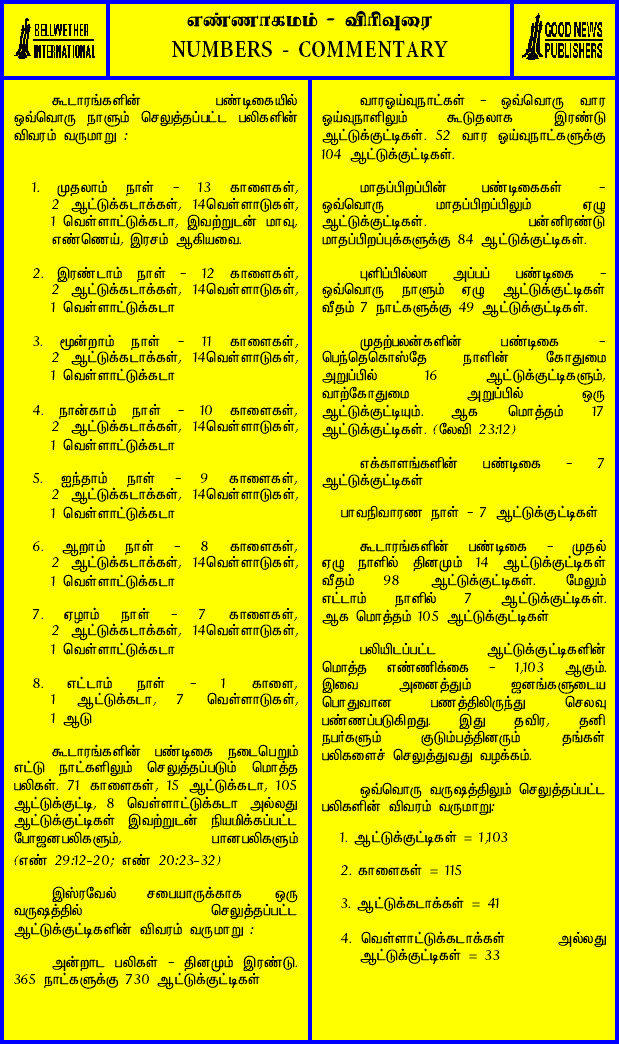 BELLWETHER
INTERNATIONAL
எண்ணாகமம் - விரிவுரை
NUMBERS - COMMENTARY
GOOD NEWS
PUBLISHERS
கூடாரங்களின் பண்டிகையில்
ஒவ்வொரு நாளும் செலுத்தப்பட்ட பலிகளின்
விவரம் வருமாறு :
1. முதலாம் நாள் - 13 காளைகள்,
2 ஆட்டுக்கடாக்கள், 14வெள்ளாடுகள்,
1 வெள்ளாட்டுக்கடா, இவற்றுடன் மாவு,
எண்ணெய், இரசம் ஆகியவை.
2. இரண்டாம் நாள் - 12 காளைகள்,
2 ஆட்டுக்கடாக்கள், 14வெள்ளாடுகள்,
1 வெள்ளாட்டுக்கடா
3. மூன்றாம் நாள் - 11 காளைகள்,
2 ஆட்டுக்கடாக்கள், 14வெள்ளாடுகள்,
1 வெள்ளாட்டுக்கடா
4. நான்காம் நாள் - 10 காளைகள்,
2 ஆட்டுக்கடாக்கள், 14வெள்ளாடுகள்,
1 வெள்ளாட்டுக்கடா
5. ஐந்தாம் நாள் - 9 காளைகள்,
2 ஆட்டுக்கடாக்கள், 14வெள்ளாடுகள்,
1 வெள்ளாட்டுக்கடா
6. ஆறாம் நாள் - 8 காளைகள்,
2 ஆட்டுக்கடாக்கள், 14வெள்ளாடுகள்,
1 வெள்ளாட்டுக்கடா
7. ஏழாம் நாள் - 7 காளைகள்,
2 ஆட்டுக்கடாக்கள், 14வெள்ளாடுகள்,
1 வெள்ளாட்டுக்கடா
8. எட்டாம் நாள் - 1 காளை,
1 ஆட்டுக்கடா, 7 வெள்ளாடுகள்,
1 ஆடு
கூடாரங்களின் பண்டிகை நடைபெறும்
எட்டு நாட்களிலும் செலுத்தப்படும் மொத்த
பலிகள். 71 காளைகள், 15 ஆட்டுக்கடா, 105
ஆட்டுக்குட்டி, 8 வெள்ளாட்டுக்கடா அல்லது
ஆட்டுக்குட்டிகள் இவற்றுடன் நியமிக்கப்பட்ட
போஜனபலிகளும், பானபலிகளும்
(எண் 29:12-20; எண் 20:23-32)
இஸ்ரவேல் சபையாருக்காக ஒரு
வருஷத்தில் செலுத்தப்பட்ட
ஆட்டுக்குட்டிகளின் விவரம் வருமாறு :
அன்றாட பலிகள் - தினமும் இரண்டு.
365 நாட்களுக்கு 730 ஆட்டுக்குட்டிகள்
வாரஓய்வுநாட்கள் - ஒவ்வொரு வார
ஓய்வுநாளிலும் கூடுதலாக இரண்டு
ஆட்டுக்குட்டிகள். 52 வார ஓய்வுநாட்களுக்கு
104 ஆட்டுக்குட்டிகள்.
மாதப்பிறப்பின் பண்டிகைகள் -
ஒவ்வொரு மாதப்பிறப்பிலும் ஏழு
ஆட்டுக்குட்டிகள். பன்னிரண்டு
மாதப்பிறப்புக்களுக்கு 84 ஆட்டுக்குட்டிகள்.
புளிப்பில்லா அப்பப் பண்டிகை -
ஒவ்வொரு நாளும் ஏழு ஆட்டுக்குட்டிகள்
வீதம் 7 நாட்களுக்கு 49 ஆட்டுக்குட்டிகள்.
முதற்பலன்களின் பண்டிகை -
பெந்தெகொஸ்தே நாளின் கோதுமை
அறுப்பில் 16 ஆட்டுக்குட்டிகளும்,
வாற்கோதுமை அறுப்பில் ஒரு
ஆட்டுக்குட்டியும். ஆக மொத்தம் 17
ஆட்டுக்குட்டிகள். (லேவி 23:12)
எக்காளங்களின் பண்டிகை - 7
ஆட்டுக்குட்டிகள்
பாவநிவாரண நாள் - 7 ஆட்டுக்குட்டிகள்
கூடாரங்களின் பண்டிகை - முதல்
ஏழு நாளில் தினமும் 14 ஆட்டுக்குட்டிகள்
வீதம் 98 ஆட்டுக்குட்டிகள். மேலும்
எட்டாம் நாளில் 7 ஆட்டுக்குட்டிகள்.
ஆக மொத்தம் 105 ஆட்டுக்குட்டிகள்
பலியிடப்பட்ட ஆட்டுக்குட்டிகளின்
மொத்த எண்ணிக்கை - 1,103 ஆகும்.
இவை அனைத்தும் ஜனங்களுடைய
பொதுவான பணத்திலிருந்து செலவு
பண்ணப்படுகிறது. இது தவிர, தனி
நபர்களும் குடும்பத்தினரும் தங்கள்
பலிகளைச் செலுத்துவது வழக்கம்.
ஒவ்வொரு வருஷத்திலும் செலுத்தப்பட்ட
பலிகளின் விவரம் வருமாறு:
1. ஆட்டுக்குட்டிகள் = 1,103
2. காளைகள் = 115
3. ஆட்டுக்கடாக்கள் = 41
4. வெள்ளாட்டுக்கடாக்கள் அல்லது
ஆட்டுக்குட்டிகள் = 33